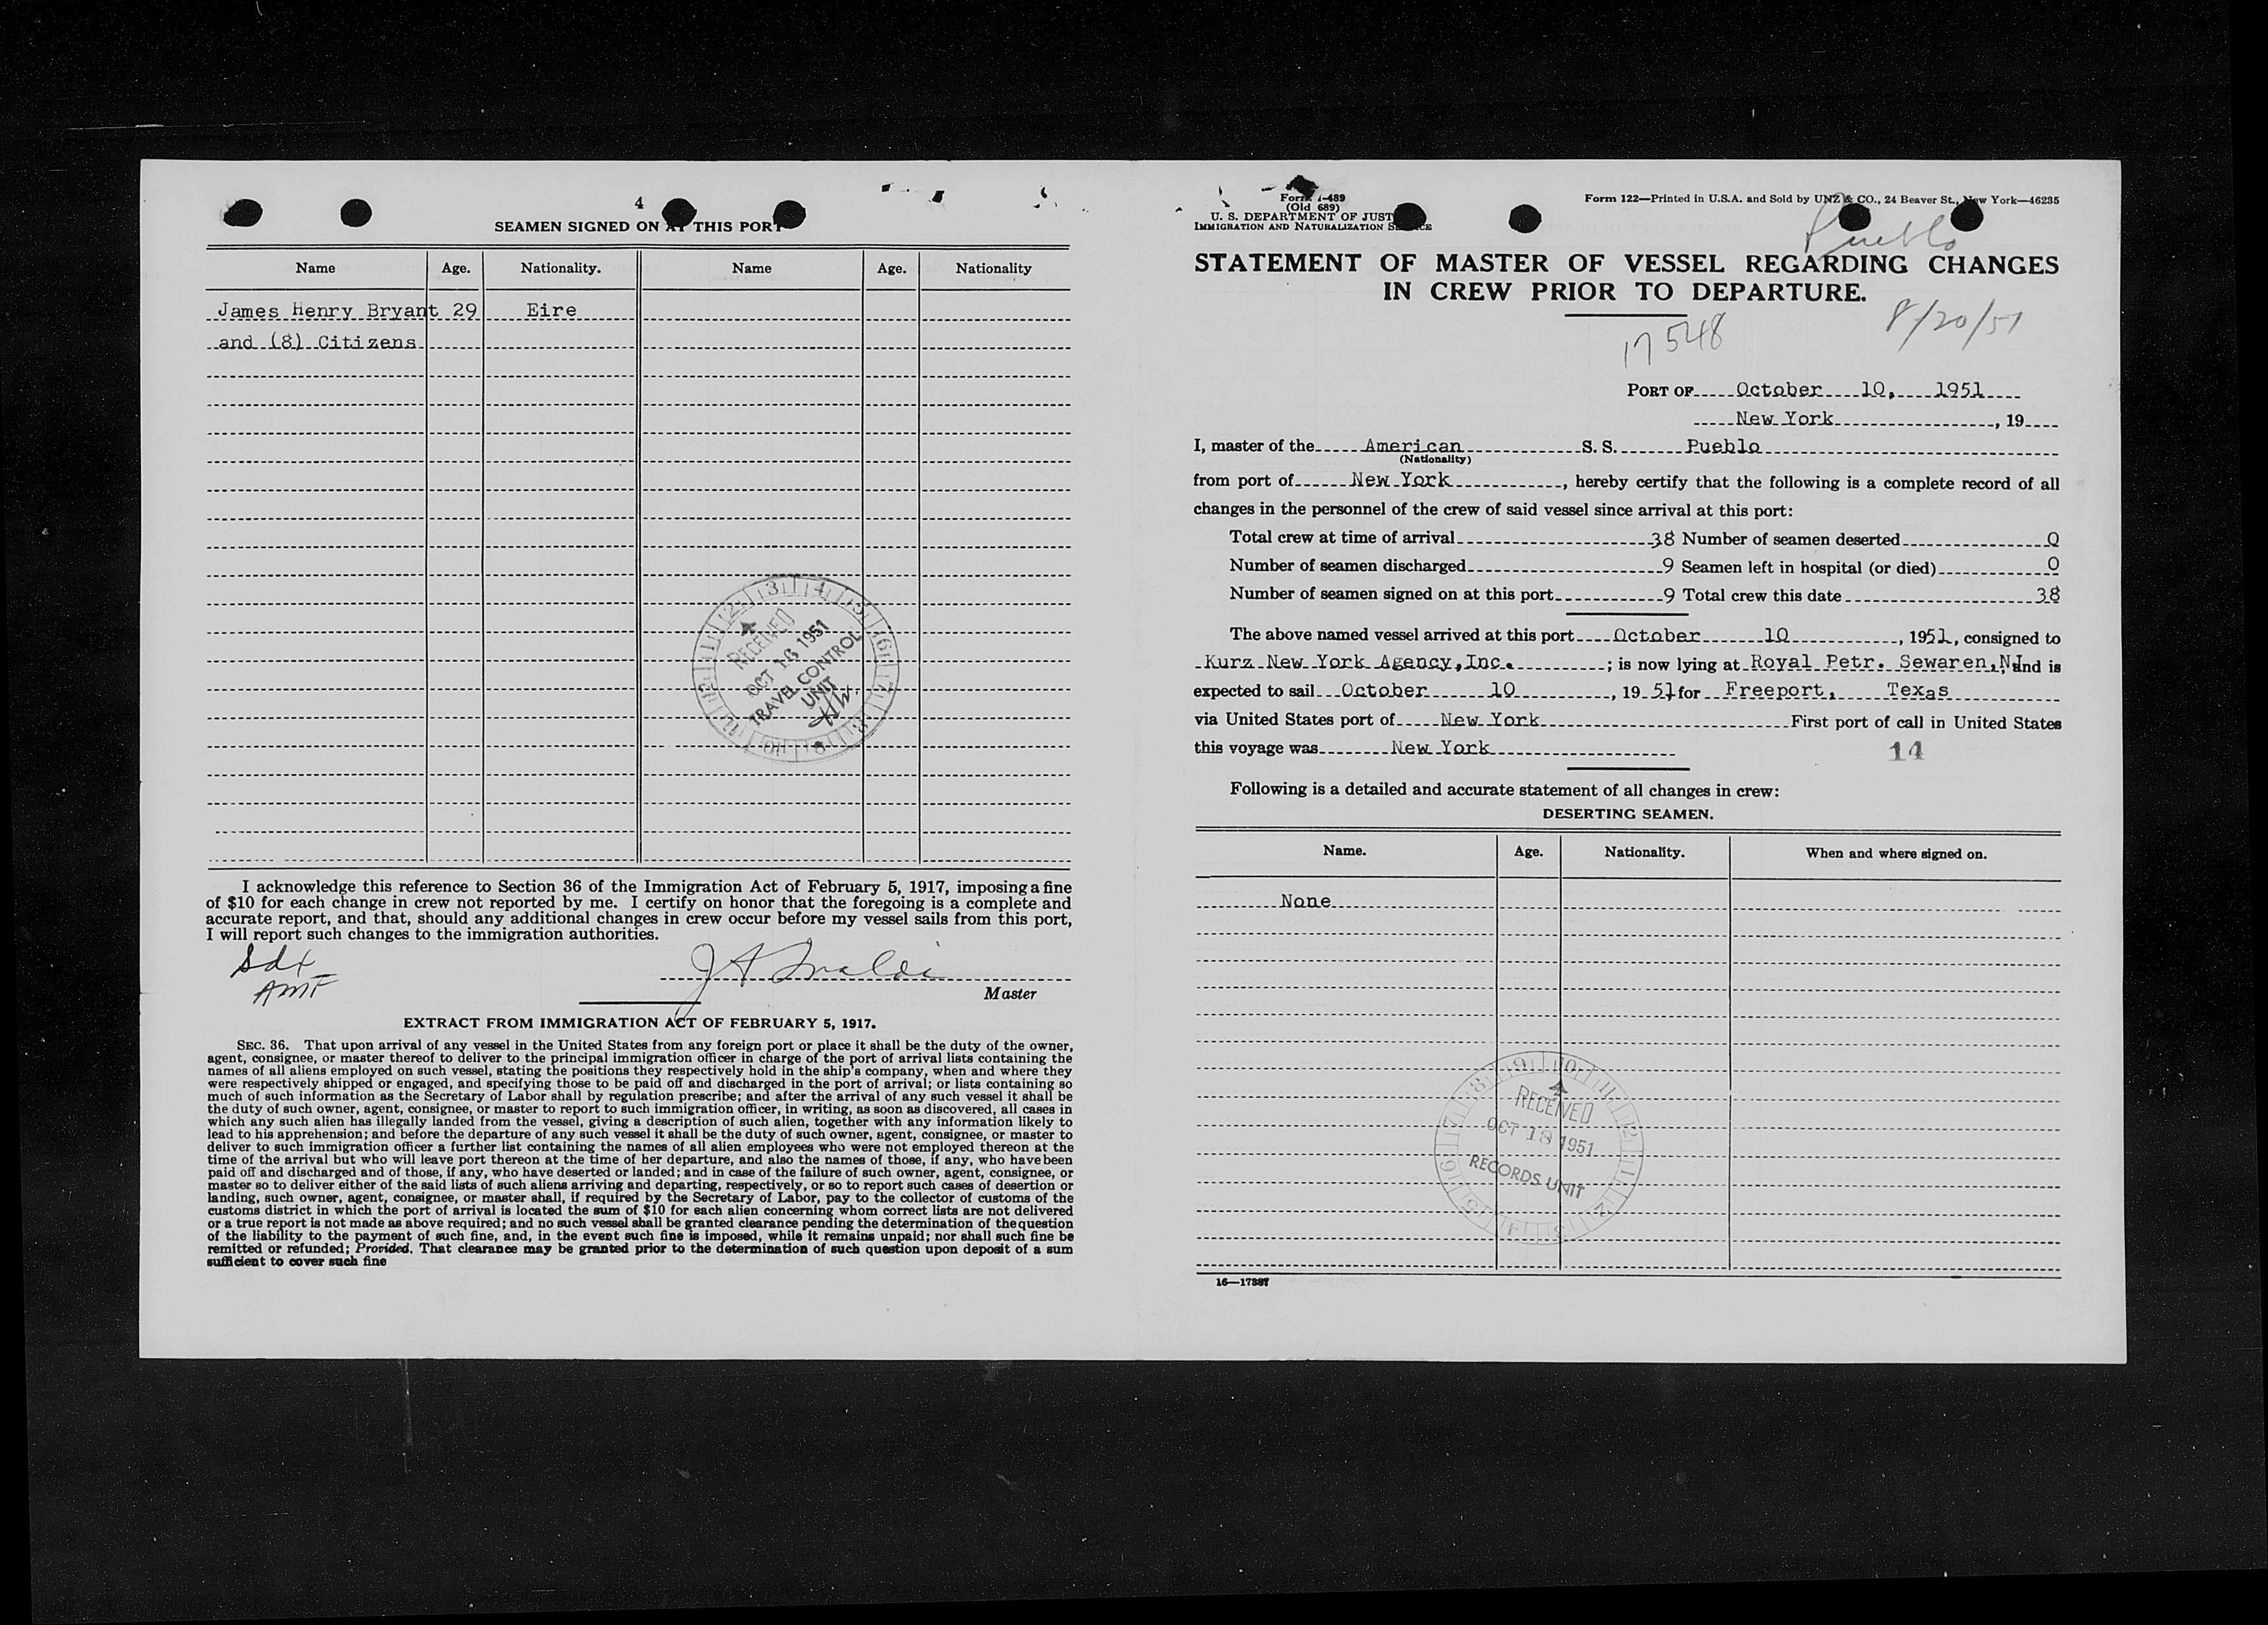 4
SEAMEN SIGNED ON AT THIS PORT
Name Age. Nationality. Name Age. Nationality
James Henry Bryant 29 Eire
and (8) Citizens
RECEIVED
OCT 16 1951
TRAVEL CONTROL
UNIT
I acknowledge this reference to Section 36 of the Immigration Act of February 5, 1917, imposing a fine
of $10 for each change in crew not reported by me. I certify on honor that the foregoing is a complete and
accurate report, and that, should any additional changes in crew occur before my vessel sails from this port,
I will report such changes to the immigration authorities.
AMF
Master
EXTRACT FROM IMMIGRATION ACT OF FEBRUARY 5, 1917.
SEC. 36. That upon arrival of any vessel in the United States from any foreign port or place it shall be the duty of the owner,
agent, consignee, or master thereof to deliver to the principal immigration officer in charge of the port of arrival lists containing the
names of all aliens employed on such vessel, stating the positions they respectively hold in the ship's company, when and where they
were respectively shipped or engaged, and specifying those to be paid off and discharged in the port of arrival; or lists containing so
much of such information as the Secretary of Labor shall by regulation prescribe; and after the arrival of any such vessel it shall be
the duty of such owner, agent, consignee, or master to report to such immigration officer, in writing, as soon as discovered, all cases in
which any such alien has illegally landed from the vessel, giving a description of such alien, together with any information likely to
lead to his apprehension; and before the departure of any such vessel it shall be the duty of such owner, agent, consignee, or master to
deliver to such immigration officer a further list containing the names of all alien employees who were not employed thereon at the
time of the arrival but who will leave port thereon at the time of her departure, and also the names of those, if any, who have been
paid off and discharged and of those, if any, who have deserted or landed; and in case of the failure of such owner, agent, consignee, or
master so to deliver either of the said lists of such aliens arriving and departing, respectively, or so to report such cases of desertion or
landing, such owner, agent, consignee, or master shall, if required by the Secretary of Labor, pay to the collector of customs of the
customs district in which the port of arrival is located the sum of $10 for each alien concerning whom correct lists are not delivered
or a true report is not made as above required; and no such vessel shall be granted clearance pending the determination of the question
of the liability to the payment of such fine, and, in the event such fine is imposed, while it remains unpaid; nor shall such fine be
remitted or refunded; Provided. That clearance may be granted prior to the determination of such question upon deposit of a sum
sufficient to cover such fine
Form I-489
(Old 689)
U. S. DEPARTMENT OF JUSTICE
IMMIGRATION AND NATURALIZATION SERVICE
Form 122—Printed in U.S.A. and Sold by UNZ & CO., 24 Beaver St., New York—46235
Pueblo
STATEMENT OF MASTER OF VESSEL REGARDING CHANGES
IN CREW PRIOR TO DEPARTURE.
17548
8/20/51
PORT OF October 10, 1951
New York , 19
I, master of the American S. S. Pueblo
(Nationality)
from port of New York , hereby certify that the following is a complete record of all
changes in the personnel of the crew of said vessel since arrival at this port:
Total crew at time of arrival 38 Number of seamen deserted 0
Number of seamen discharged 9 Seamen left in hospital (or died) 0
Number of seamen signed on at this port 9 Total crew this date 38
The above named vessel arrived at this port October 10 , 1951, consigned to
Kurz New York Agency, Inc. ; is now lying at Royal Petr. Sewaren, NJ and is
expected to sail October 10 , 19 51 for Freeport, Texas
via United States port of New York First port of call in United States
this voyage was New York
14
Following is a detailed and accurate statement of all changes in crew:
DESERTING SEAMEN.
Name. Age. Nationality. When and where signed on.
None
RECEIVED
OCT 18 1951
RECORDS UNIT
16—17387